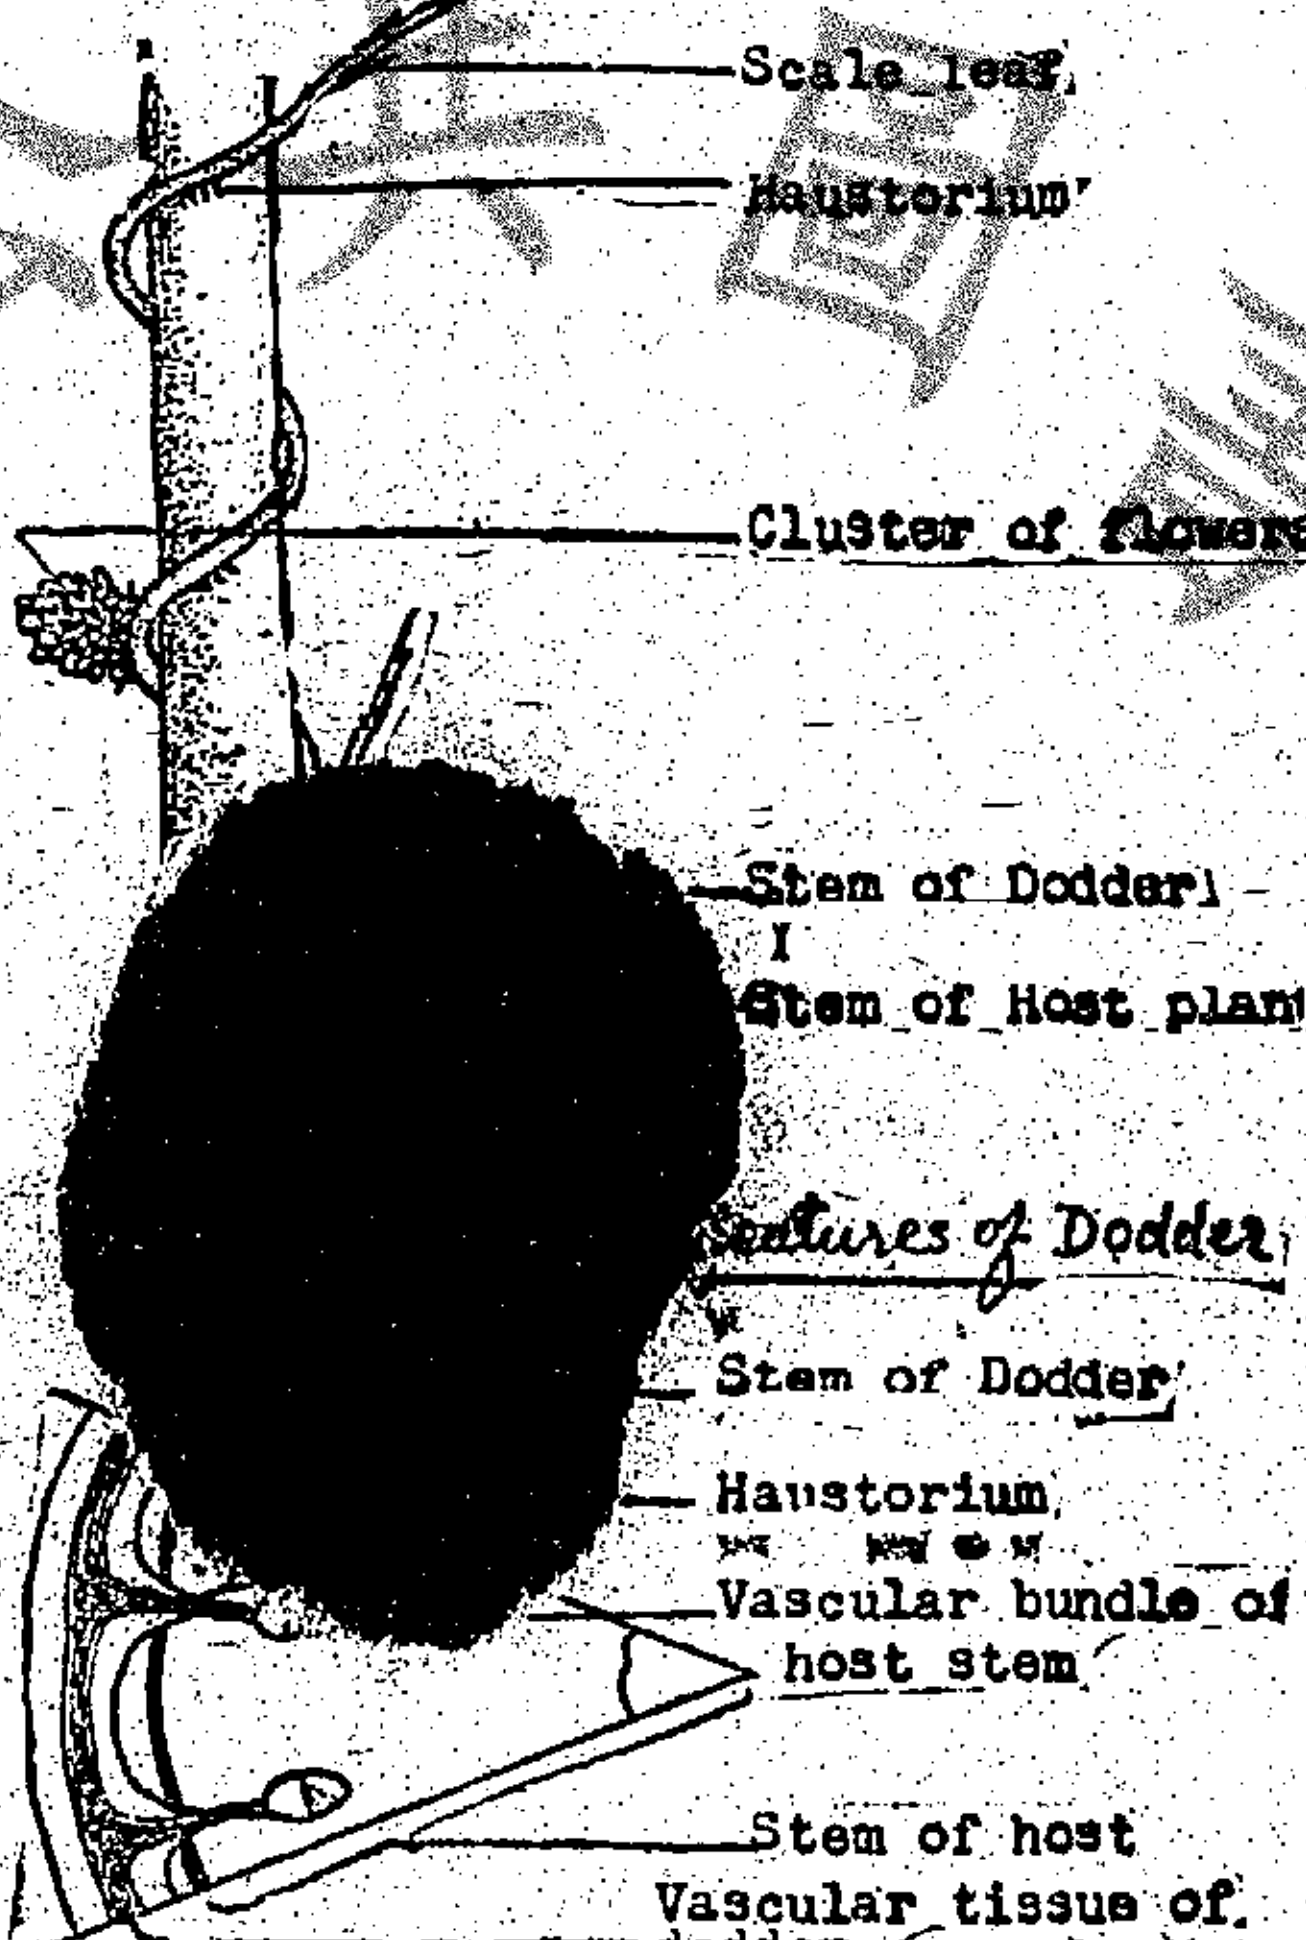 Scale leaf
Haustorium
Cluster of flowers
Stem of Dodder
Stem of Host plant
features of Dodder
Stem of Dodder
Haustorium
Vascular bundle of
host stem
Stem of host
Vascular tissue of
dodder